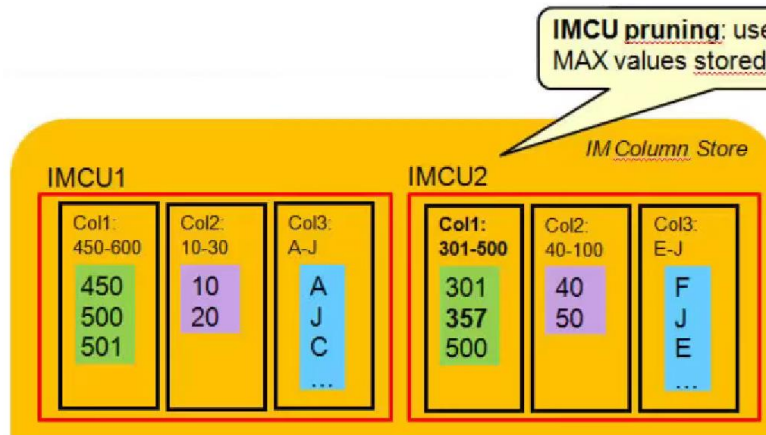 IMCU pruning: use
MAX values stored
IM Column Store
IMCU1
Col1:
450-600
450
500
501
Col2:
10-30
10
20
Col3:
A-J
A
J
C
...
IMCU2
Col1:
301-500
301
357
500
Col2:
40-100
40
50
Col3:
E-J
F
J
E
...